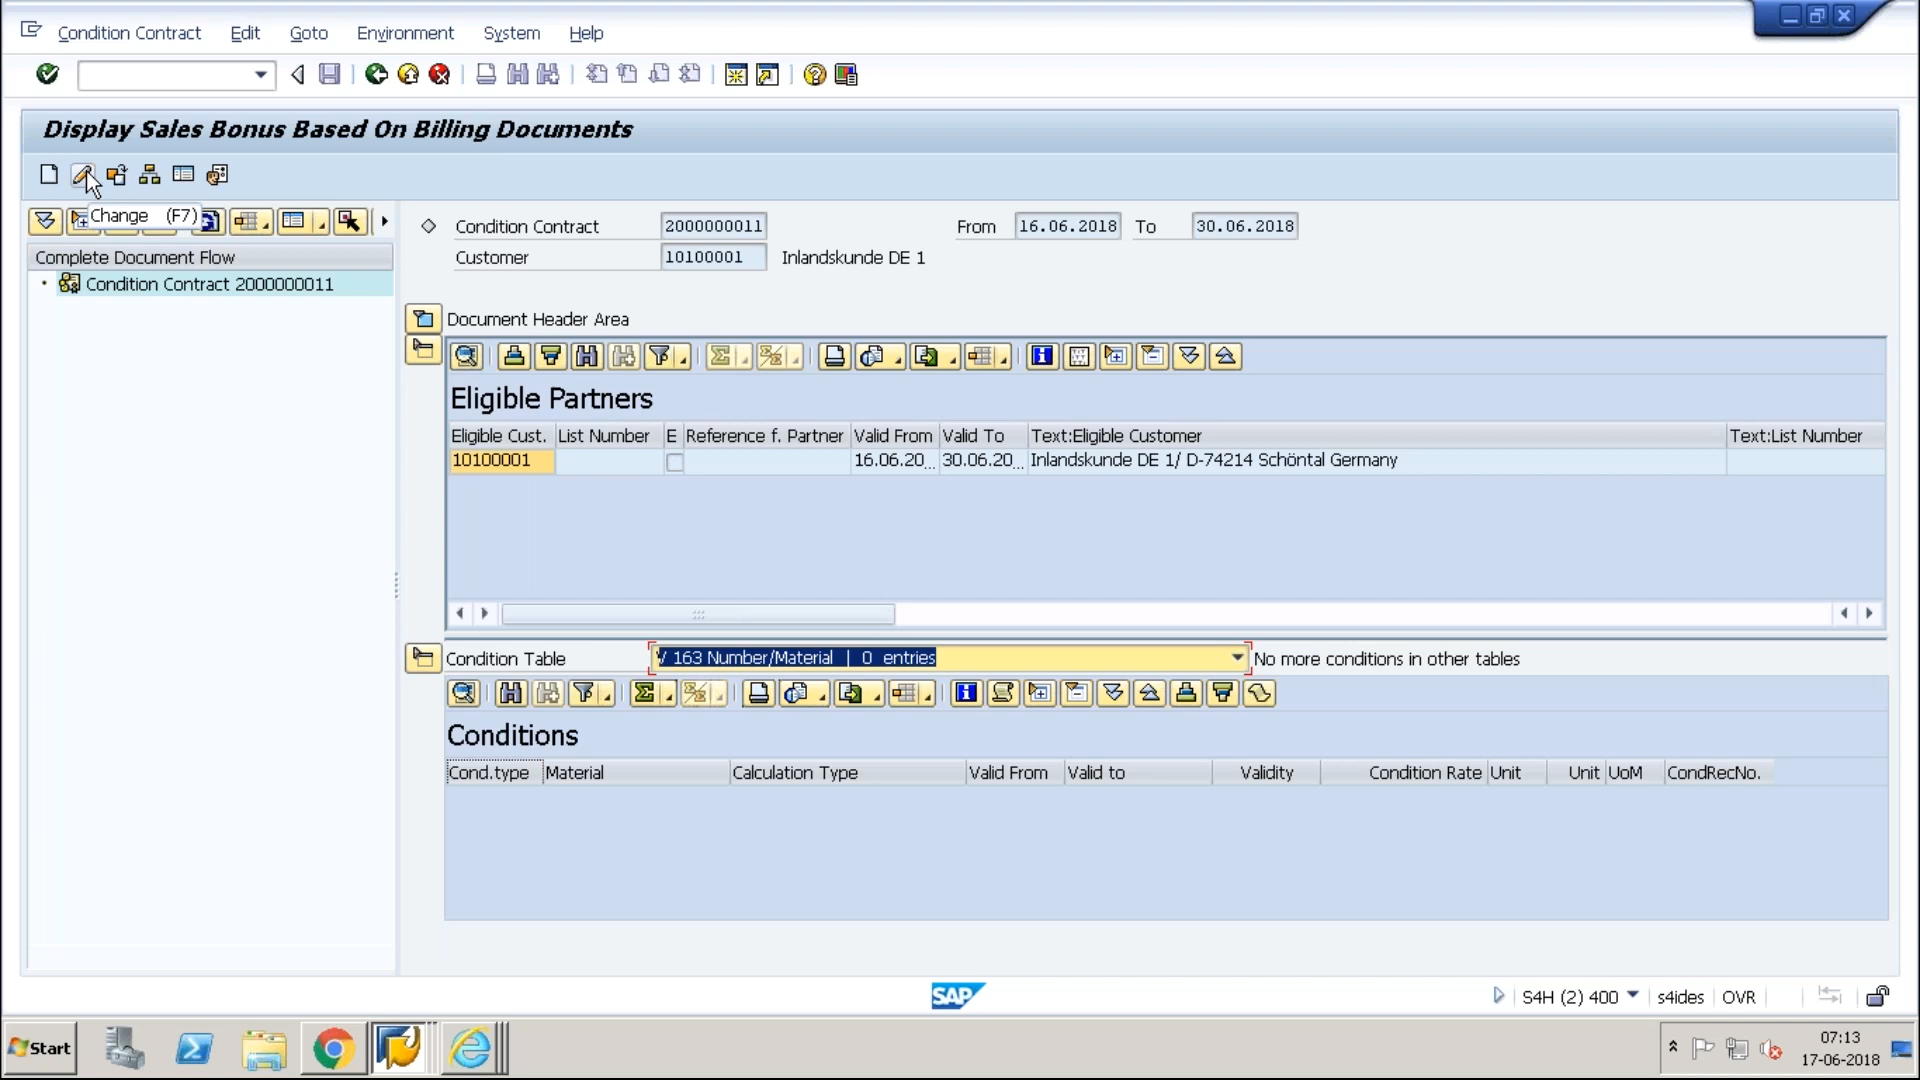 Condition Contract Edit Goto Environment System Help
Display Sales Bonus Based On Billing Documents
Change (F7)
Complete Document Flow
Condition Contract 2000000011
Condition Contract 2000000011 From 16.06.2018 To 30.06.2018
Customer 10100001 Inlandskunde DE 1
Document Header Area
Eligible Partners
Eligible Cust. List Number E Reference f. Partner Valid From Valid To Text:Eligible Customer Text:List Number
10100001 16.06.20... 30.06.20... Inlandskunde DE 1/ D-74214 Schöntal Germany
Condition Table V 163 Number/Material | 0 entries No more conditions in other tables
Conditions
Cond.type Material Calculation Type Valid From Valid to Validity Condition Rate Unit Unit UoM CondRecNo.
SAP S4H (2) 400 s4ides OVR
Start 07:13
17-06-2018